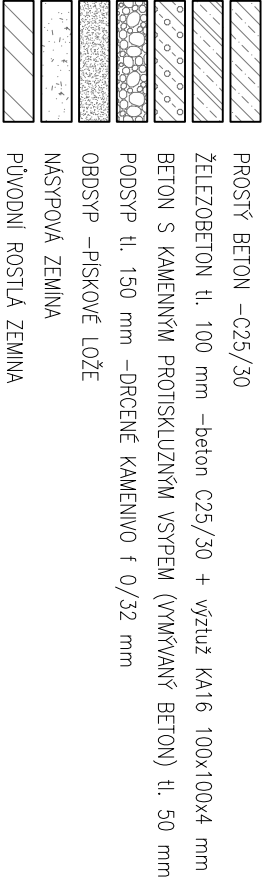 PROSTÝ BETON –C25/30
ŽELEZOBETON tl. 100 mm –beton C25/30 + výztuž KA16 100x100x4 mm
BETON S KAMENNÝM PROTISKLUZNÝM VSYPEM (VYMÝVANÝ BETON) tl. 50 mm
PODSYP tl. 150 mm –DRCENÉ KAMENIVO f 0/32 mm
OBDSYP –PÍSKOVÉ LOŽE
NÁSYPOVÁ ZEMÍNA
PŮVODNÍ ROSTLÁ ZEMINA